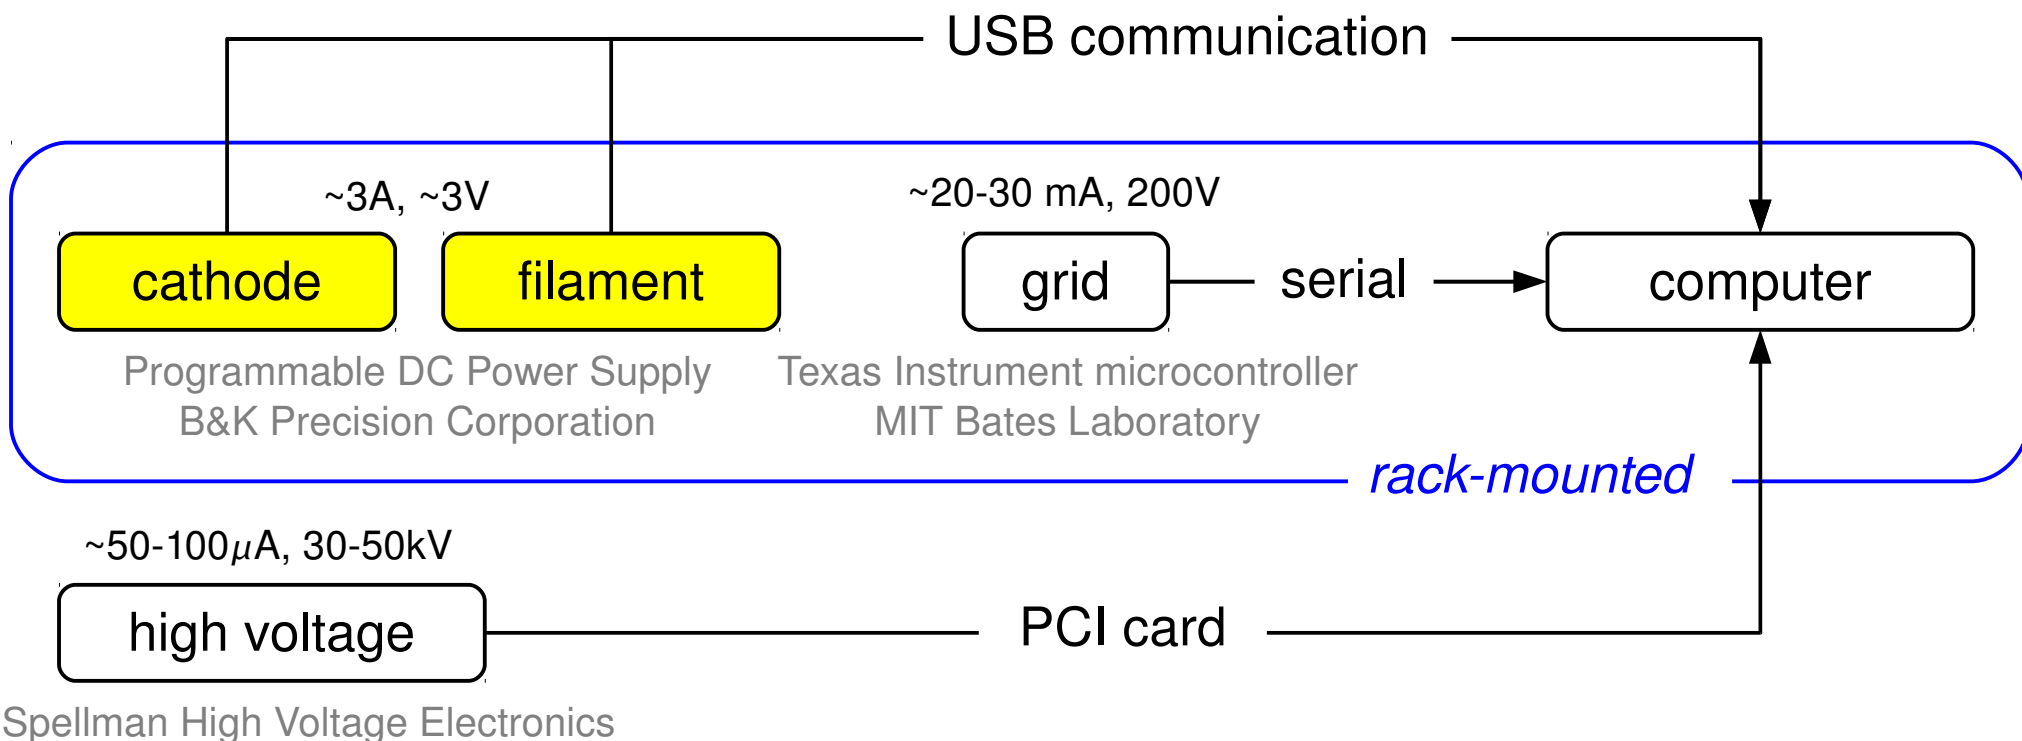 USB communication
~3A, ~3V
~20-30 mA, 200V
cathode
filament
grid
serial
computer
Programmable DC Power Supply
B&K Precision Corporation
Texas Instrument microcontroller
MIT Bates Laboratory
rack-mounted
~50-100μA, 30-50kV
high voltage
PCI card
Spellman High Voltage Electronics